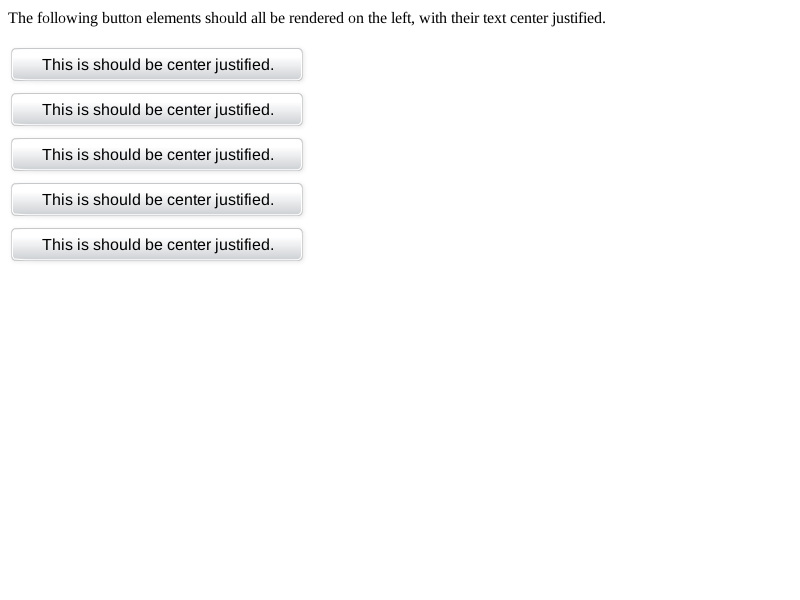 The following button elements should all be rendered on the left, with their text center justified.
This is should be center justified.
This is should be center justified.
This is should be center justified.
This is should be center justified.
This is should be center justified.